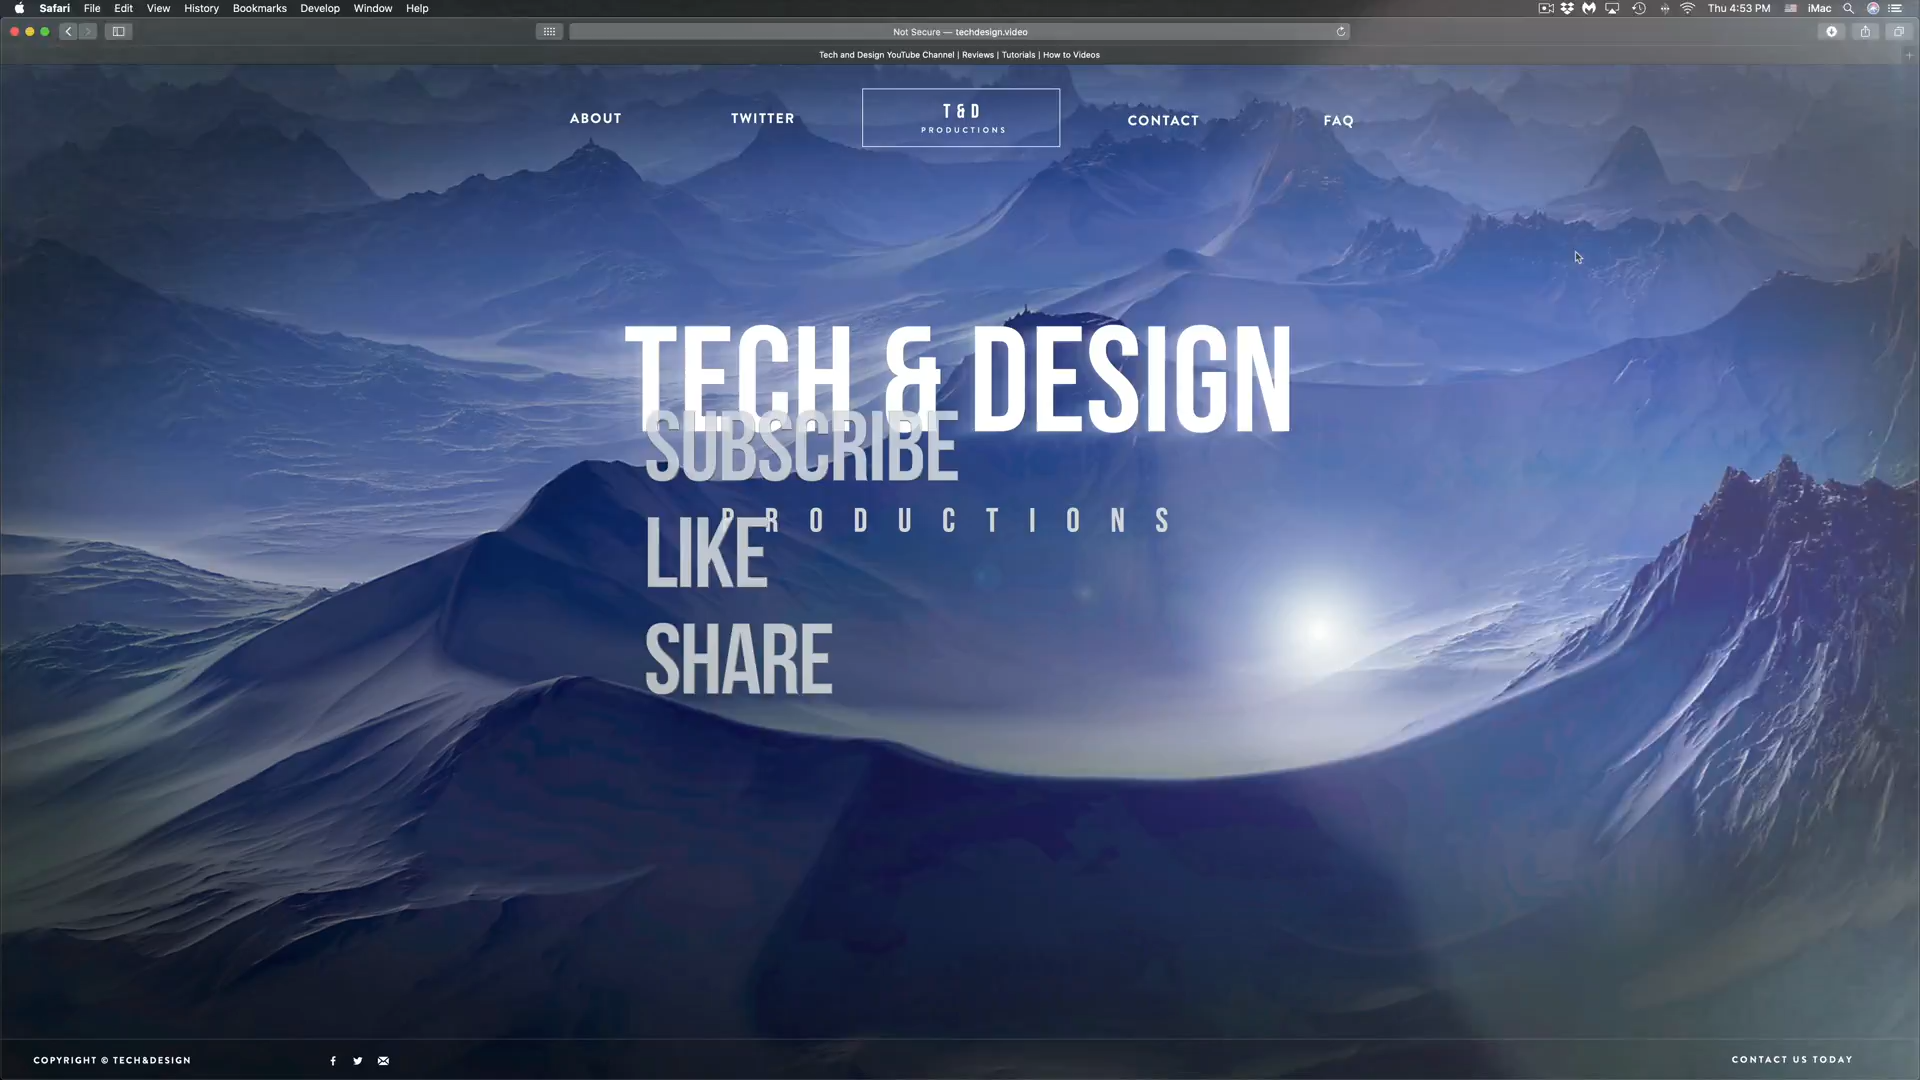 Safari File Edit View History Bookmarks Develop Window Help Thu 4:53 PM iMac
Not Secure — techdesign.video
Tech and Design YouTube Channel | Reviews | Tutorials | How to Videos
ABOUT TWITTER T & D CONTACT FAQ
PRODUCTIONS
TECH & DESIGN
SUBSCRIBE
PRODUCTIONS
LIKE
SHARE
COPYRIGHT © TECH&DESIGN CONTACT US TODAY